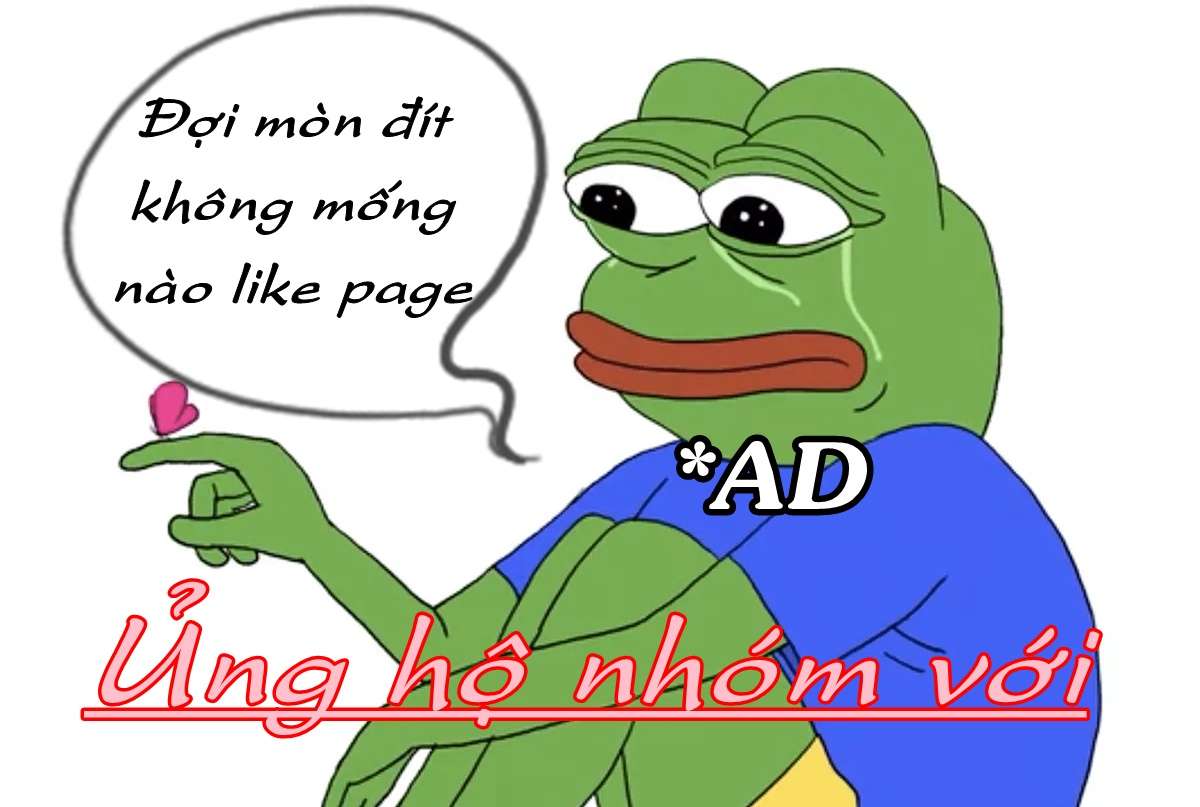 Đợi mòn đít
không mống
nào like page
*AD
Ủng hộ nhóm với